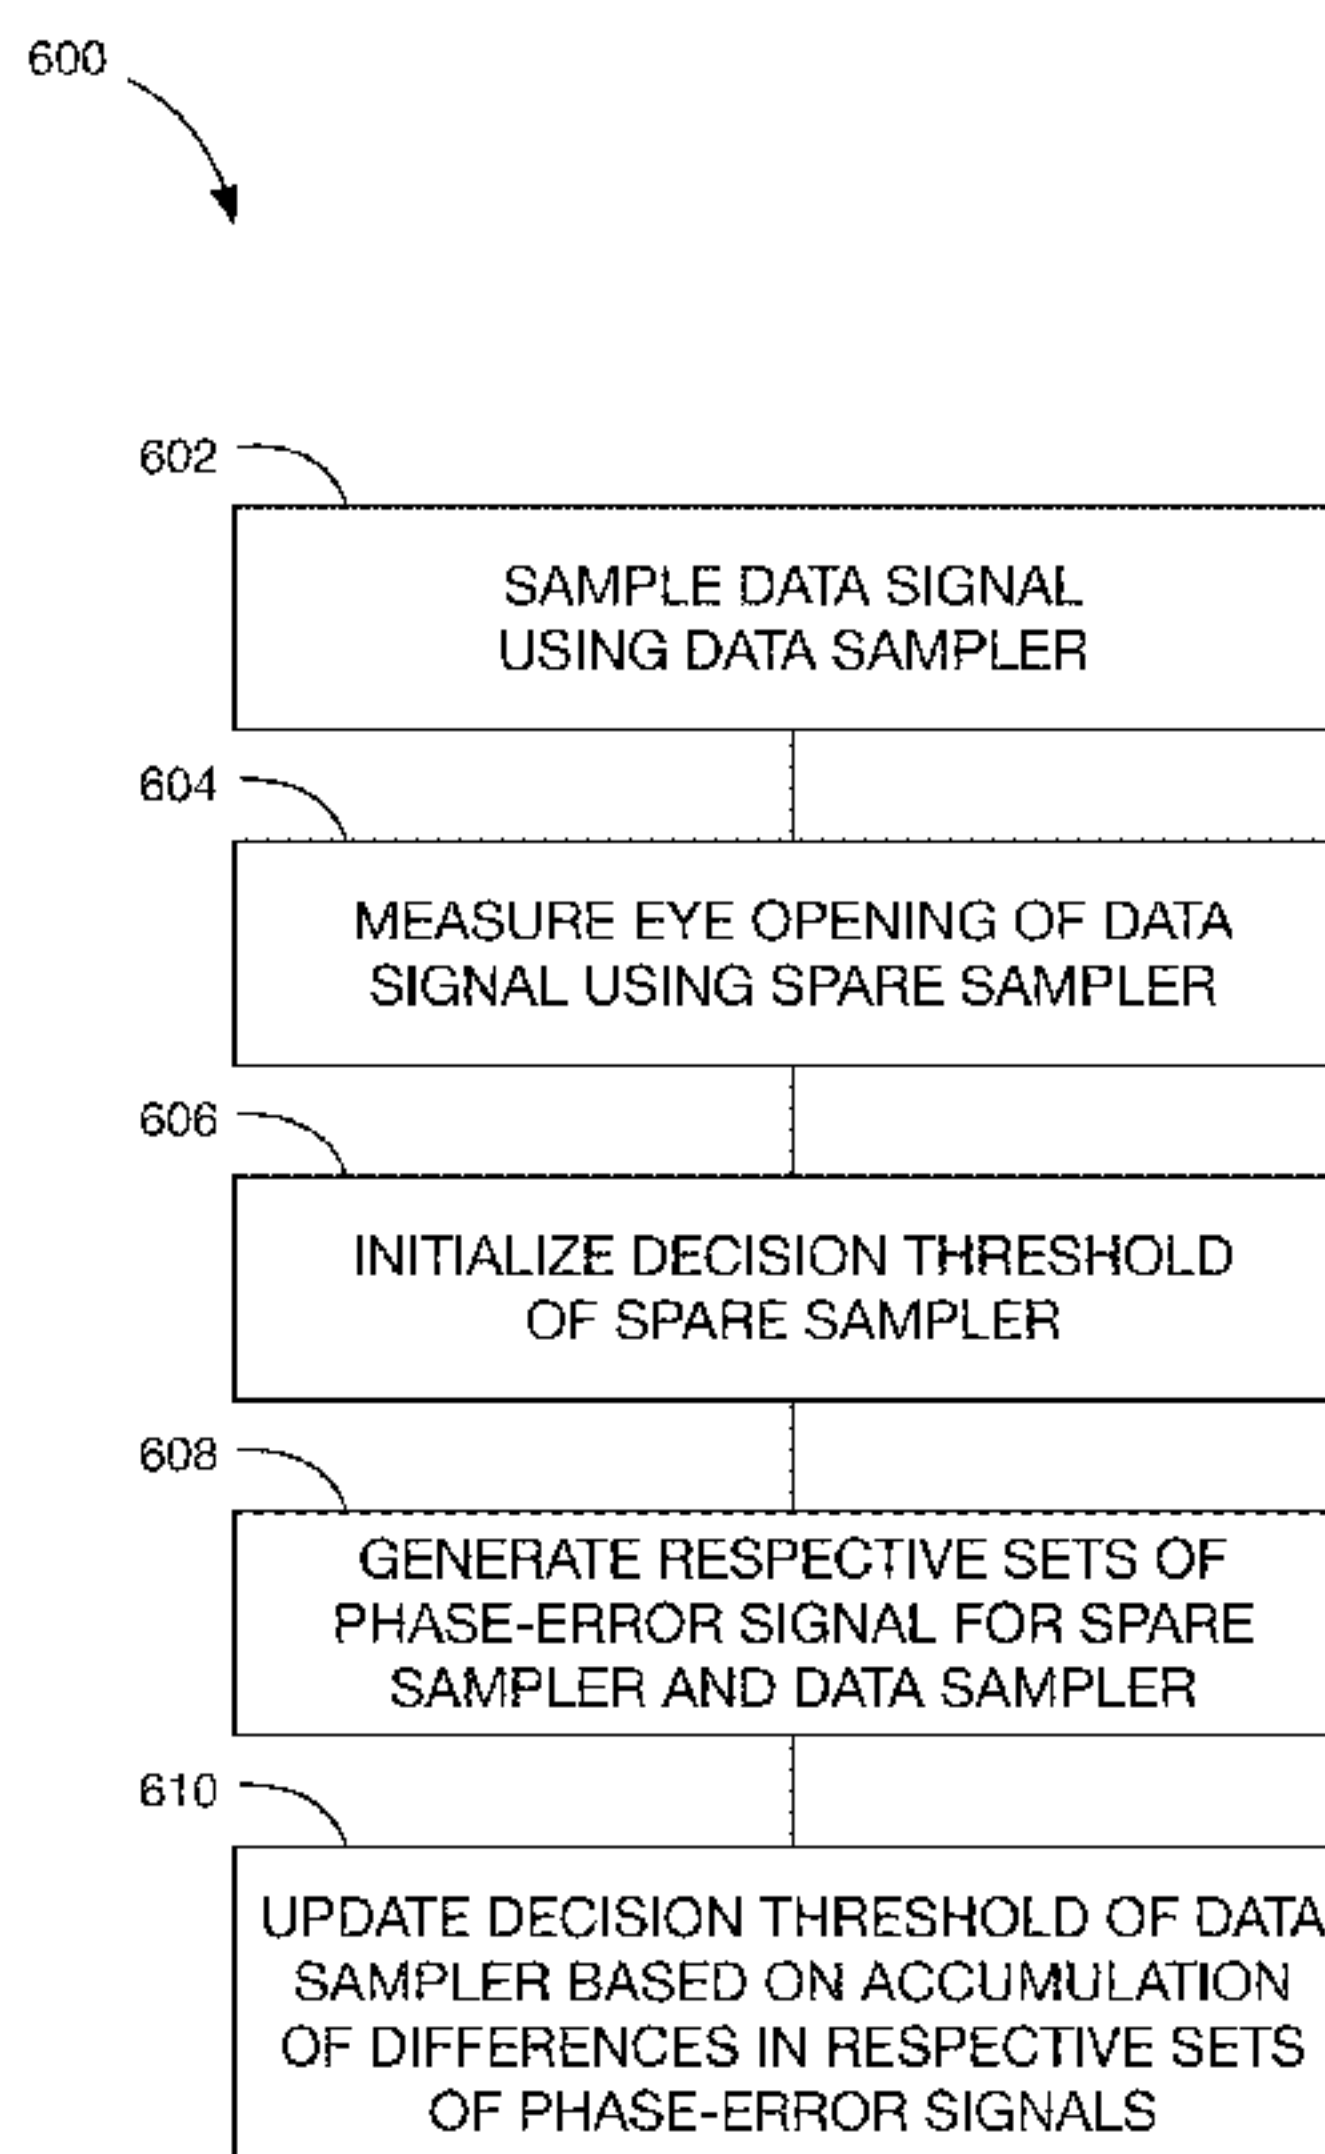 600
602
SAMPLE DATA SIGNAL
USING DATA SAMPLER
604
MEASURE EYE OPENING OF DATA
SIGNAL USING SPARE SAMPLER
606
INITIALIZE DECISION THRESHOLD
OF SPARE SAMPLER
608
GENERATE RESPECTIVE SETS OF
PHASE-ERROR SIGNAL FOR SPARE
SAMPLER AND DATA SAMPLER
610
UPDATE DECISION THRESHOLD OF DATA
SAMPLER BASED ON ACCUMULATION
OF DIFFERENCES IN RESPECTIVE SETS
OF PHASE-ERROR SIGNALS